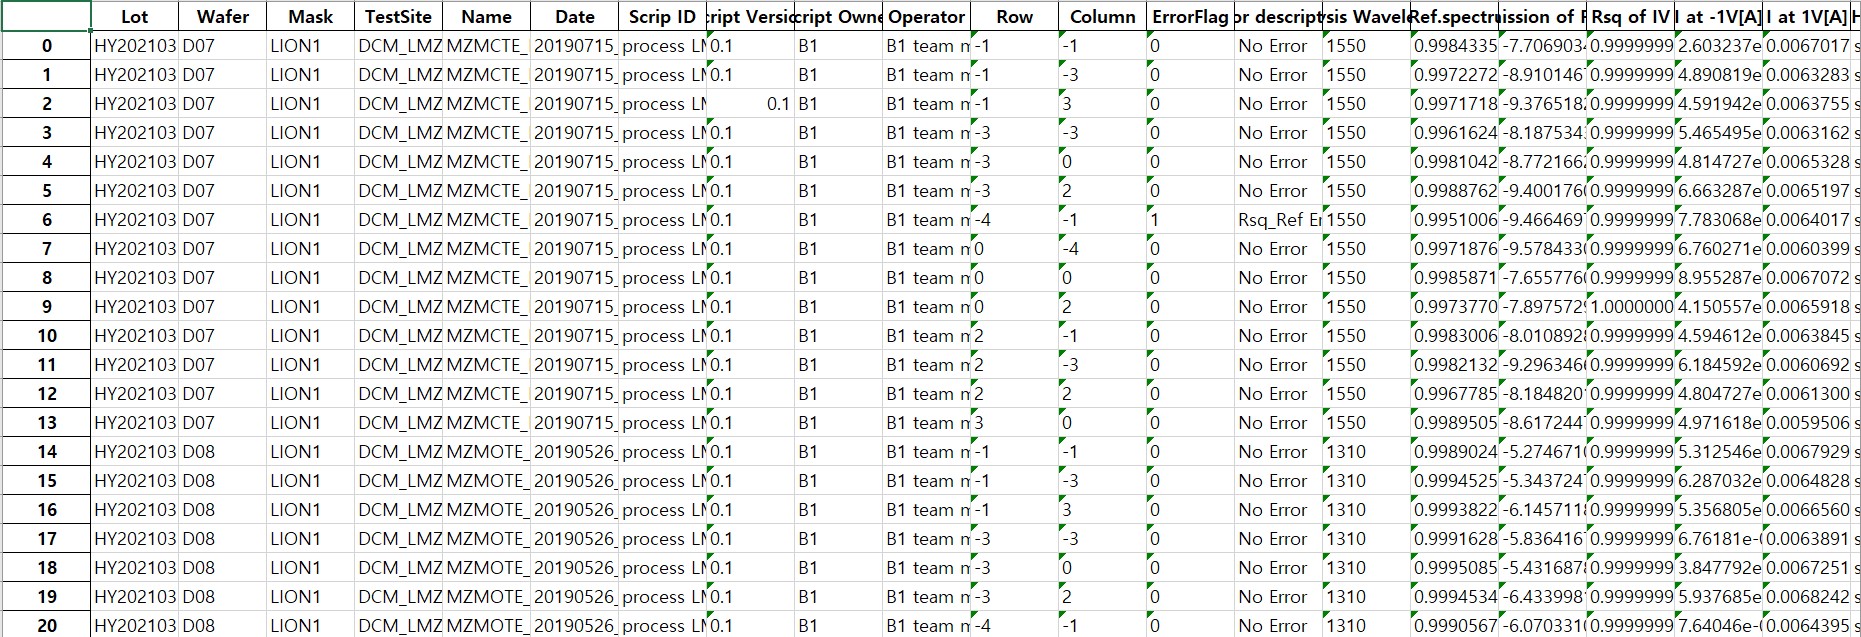 Lot Wafer Mask TestSite Name Date Scrip ID cript Versio cript Owne Operator Row Column ErrorFlag or descript sis Wavele Ref.spectru ission of R Rsq of IV I at -1V[A] I at 1V[A] H
0 HY202103 D07 LION1 DCM_LMZ MZMCTE_ 20190715_ process LM 0.1 B1 B1 team m -1 -1 0 No Error 1550 0.9984335 -7.706903 0.9999999 2.603237e 0.0067017 s
1 HY202103 D07 LION1 DCM_LMZ MZMCTE_ 20190715_ process LM 0.1 B1 B1 team m -1 -3 0 No Error 1550 0.9972272 -8.910146 0.9999999 4.890819e 0.0063283 s
2 HY202103 D07 LION1 DCM_LMZ MZMCTE_ 20190715_ process LM 0.1 B1 B1 team m -1 3 0 No Error 1550 0.9971718 -9.376518 0.9999999 4.591942e 0.0063755 s
3 HY202103 D07 LION1 DCM_LMZ MZMCTE_ 20190715_ process LM 0.1 B1 B1 team m -3 -3 0 No Error 1550 0.9961624 -8.187534 0.9999999 5.465495e 0.0063162 s
4 HY202103 D07 LION1 DCM_LMZ MZMCTE_ 20190715_ process LM 0.1 B1 B1 team m -3 0 0 No Error 1550 0.9981042 -8.772166 0.9999999 4.814727e 0.0065328 s
5 HY202103 D07 LION1 DCM_LMZ MZMCTE_ 20190715_ process LM 0.1 B1 B1 team m -3 2 0 No Error 1550 0.9988762 -9.400176 0.9999999 6.663287e 0.0065197 s
6 HY202103 D07 LION1 DCM_LMZ MZMCTE_ 20190715_ process LM 0.1 B1 B1 team m -4 -1 1 Rsq_Ref Er 1550 0.9951006 -9.466469 0.9999999 7.783068e 0.0064017 s
7 HY202103 D07 LION1 DCM_LMZ MZMCTE_ 20190715_ process LM 0.1 B1 B1 team m 0 -4 0 No Error 1550 0.9971876 -9.578433 0.9999999 6.760271e 0.0060399 s
8 HY202103 D07 LION1 DCM_LMZ MZMCTE_ 20190715_ process LM 0.1 B1 B1 team m 0 0 0 No Error 1550 0.9985871 -7.655776 0.9999999 8.955287e 0.0067072 s
9 HY202103 D07 LION1 DCM_LMZ MZMCTE_ 20190715_ process LM 0.1 B1 B1 team m 0 2 0 No Error 1550 0.9973770 -7.897572 1.0000000 4.150557e 0.0065918 s
10 HY202103 D07 LION1 DCM_LMZ MZMCTE_ 20190715_ process LM 0.1 B1 B1 team m 2 -1 0 No Error 1550 0.9983006 -8.010892 0.9999999 4.594612e 0.0063845 s
11 HY202103 D07 LION1 DCM_LMZ MZMCTE_ 20190715_ process LM 0.1 B1 B1 team m 2 -3 0 No Error 1550 0.9982132 -9.296346 0.9999999 6.184592e 0.0060692 s
12 HY202103 D07 LION1 DCM_LMZ MZMCTE_ 20190715_ process LM 0.1 B1 B1 team m 2 2 0 No Error 1550 0.9967785 -8.184820 0.9999999 4.804727e 0.0061300 s
13 HY202103 D07 LION1 DCM_LMZ MZMCTE_ 20190715_ process LM 0.1 B1 B1 team m 3 0 0 No Error 1550 0.9989505 -8.617244 0.9999999 4.971618e 0.0059506 s
14 HY202103 D08 LION1 DCM_LMZ MZMOTE_ 20190526_ process LM 0.1 B1 B1 team m -1 -1 0 No Error 1310 0.9989024 -5.274671 0.9999999 5.312546e 0.0067929 s
15 HY202103 D08 LION1 DCM_LMZ MZMOTE_ 20190526_ process LM 0.1 B1 B1 team m -1 -3 0 No Error 1310 0.9994525 -5.343724 0.9999999 6.287032e 0.0064828 s
16 HY202103 D08 LION1 DCM_LMZ MZMOTE_ 20190526_ process LM 0.1 B1 B1 team m -1 3 0 No Error 1310 0.9993822 -6.145711 0.9999999 5.356805e 0.0066560 s
17 HY202103 D08 LION1 DCM_LMZ MZMOTE_ 20190526_ process LM 0.1 B1 B1 team m -3 -3 0 No Error 1310 0.9991628 -5.836416 0.9999999 6.76181e-( 0.0063891 s
18 HY202103 D08 LION1 DCM_LMZ MZMOTE_ 20190526_ process LM 0.1 B1 B1 team m -3 0 0 No Error 1310 0.9995085 -5.431687 0.9999999 3.847792e 0.0067251 s
19 HY202103 D08 LION1 DCM_LMZ MZMOTE_ 20190526_ process LM 0.1 B1 B1 team m -3 2 0 No Error 1310 0.9994534 -6.433998 0.9999999 5.937685e 0.0068242 s
20 HY202103 D08 LION1 DCM_LMZ MZMOTE_ 20190526_ process LM 0.1 B1 B1 team m -4 -1 0 No Error 1310 0.9990567 -6.070331 0.9999999 7.64046e-( 0.0064395 s